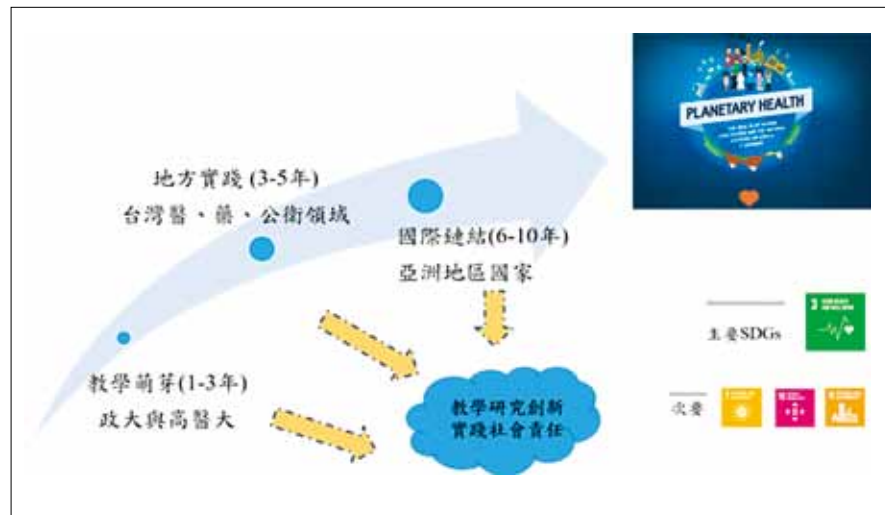 PLANETARY HEALTH
地方實踐 (3-5年)
台灣醫、藥、公衛領域
國際鏈結(6-10年)
亞洲地區國家
教學萌芽(1-3年)
政大與高醫大
教學研究創新
實踐社會責任
主要SDGs
3
次要